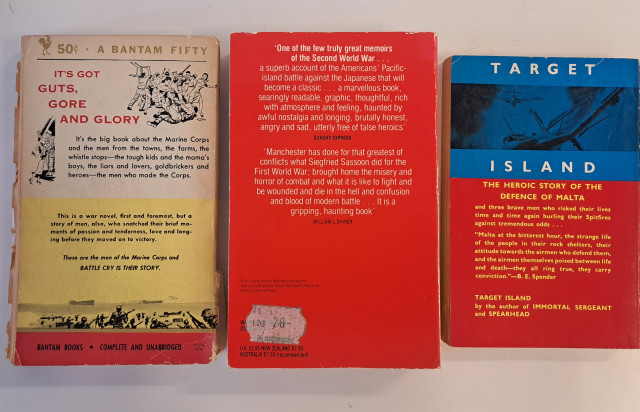 50¢ · A BANTAM FIFTY
IT'S GOT
GUTS,
GORE
AND GLORY
It's the big book about the Marine Corps
and the men from the towns, the farms, the
whistle stops—the tough kids and the mama's
boys, the liars and lovers, goldbrickers and
heroes—the men who made the Corps.
This is a war novel, first and foremost, but a
story of men, also, who snatched their brief mo-
ments of passion and tenderness, love and long-
ing before they moved on to victory.
These are the men of the Marine Corps and
BATTLE CRY IS THEIR STORY.
BANTAM BOOKS • COMPLETE AND UNABRIDGED
'One of the few truly great memoirs
of the Second World War . . .
a superb account of the Americans' Pacific-
island battle against the Japanese that will
become a classic . . . a marvellous book,
searingly readable, graphic, thoughtful, rich
with atmosphere and feeling, haunted by
awful nostalgia and longing, brutally honest,
angry and sad, utterly free of false heroics'
SUNDAY EXPRESS
'Manchester has done for that greatest of
conflicts what Siegfried Sassoon did for the
First World War; brought home the misery and
horror of combat and what it is like to fight and
be wounded and die in the hell and confusion
and blood of modern battle . . . It is a
gripping, haunting book'
WILLIAM L SHIRER
26-
U.K. £1.95 NEW ZEALAND
AUSTRALIA (recommended)
TARGET
ISLAND
THE HEROIC STORY OF THE
DEFENCE OF MALTA
and three brave men who risked their lives
time and time again hurling their Spitfires
against tremendous odds . . .
"Malta at the bitterest hour, the strange life
of the people in their rock shelters, their
attitude towards the airmen who defend them,
and the airmen themselves poised between life
and death—they all ring true, they carry
conviction."—B. E. Spender
TARGET ISLAND
by the author of IMMORTAL SERGEANT
and SPEARHEAD